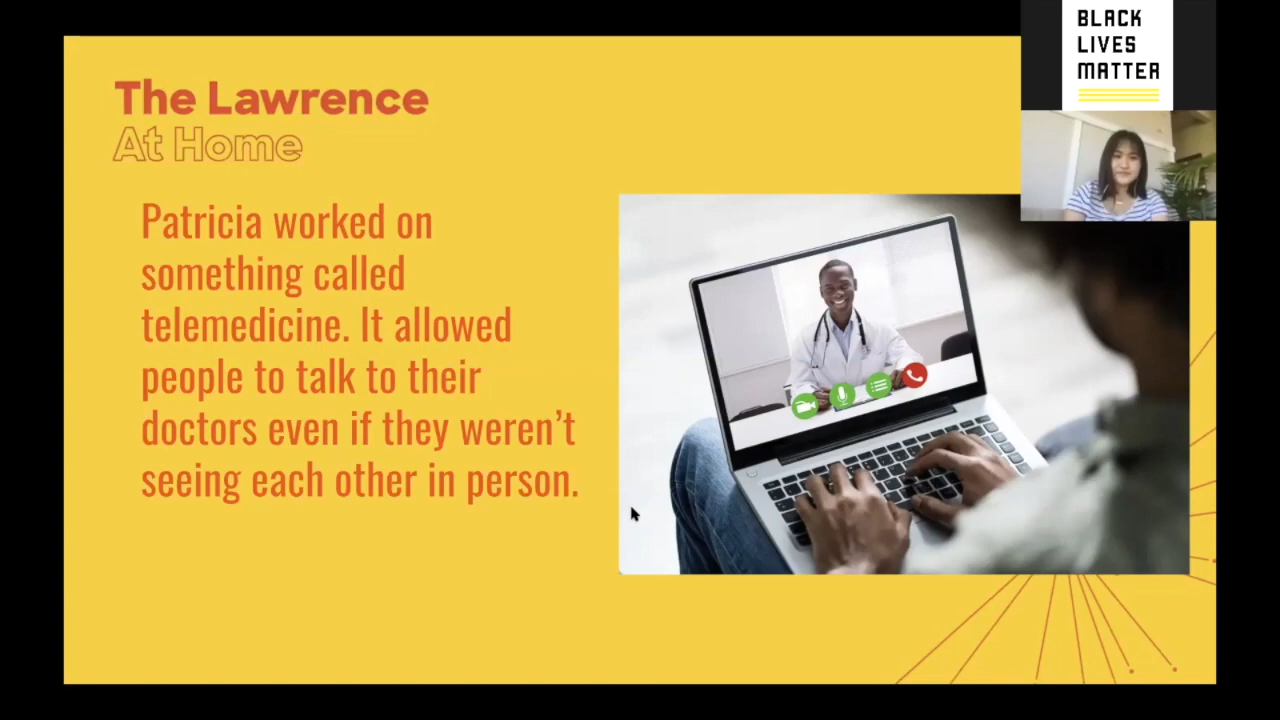 The Lawrence
At Home
Patricia worked on
something called
telemedicine. It allowed
people to talk to their
doctors even if they weren’t
seeing each other in person.
BLACK
LIVES
MATTER